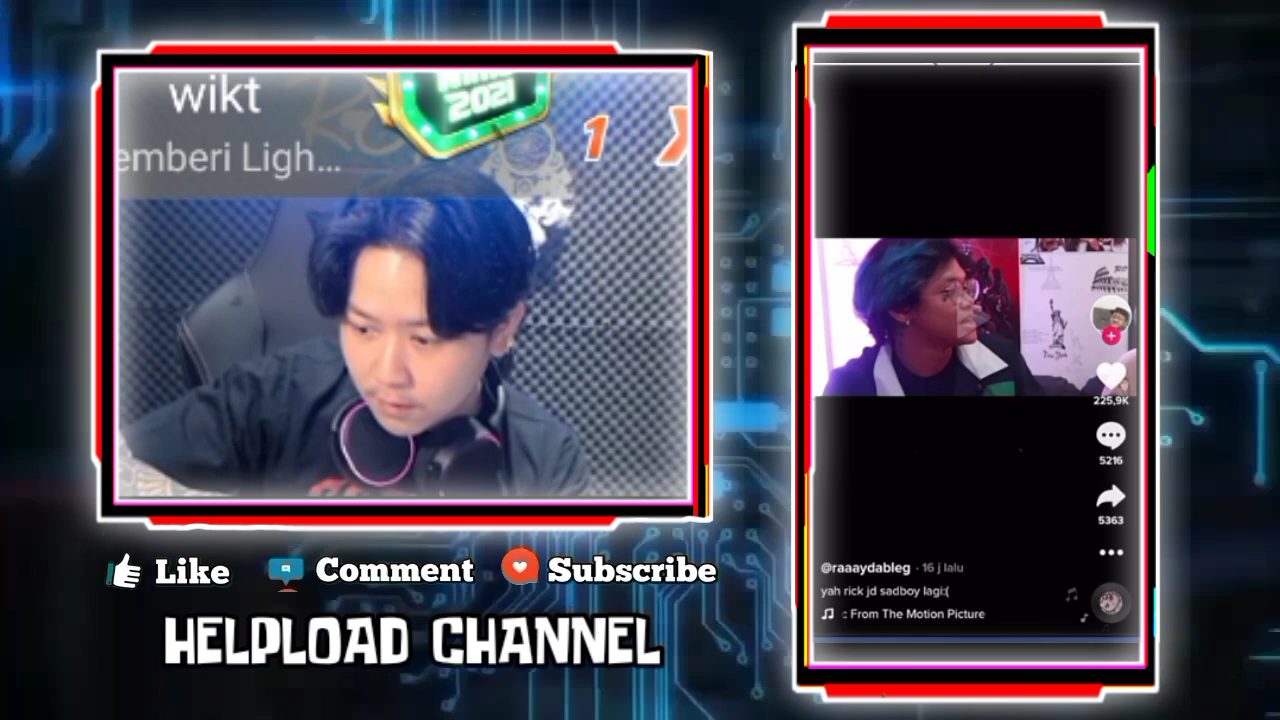 wikt
emberi Ligh...
2021
1 X
Like
Comment
Subscribe
HELPLOAD CHANNEL
225,9K
5216
5363
@raaaydableg · 16 j lalu
yah rick jd sadboy lagi:(
: From The Motion Picture